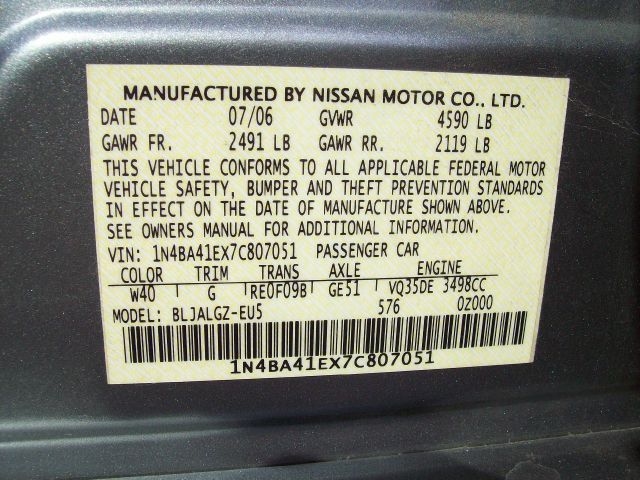 MANUFACTURED BY NISSAN MOTOR CO., LTD.
DATE 07/06 GVWR 4590 LB
GAWR FR. 2491 LB GAWR RR. 2119 LB
THIS VEHICLE CONFORMS TO ALL APPLICABLE FEDERAL MOTOR
VEHICLE SAFETY, BUMPER AND THEFT PREVENTION STANDARDS
IN EFFECT ON THE DATE OF MANUFACTURE SHOWN ABOVE.
SEE OWNERS MANUAL FOR ADDITIONAL INFORMATION.
VIN: 1N4BA41EX7C807051 PASSENGER CAR
COLOR TRIM TRANS AXLE ENGINE
W40 G RE0F09B GE51 VQ35DE 3498CC
MODEL: BLJALGZ-EU5 576 0Z000
1N4BA41EX7C807051